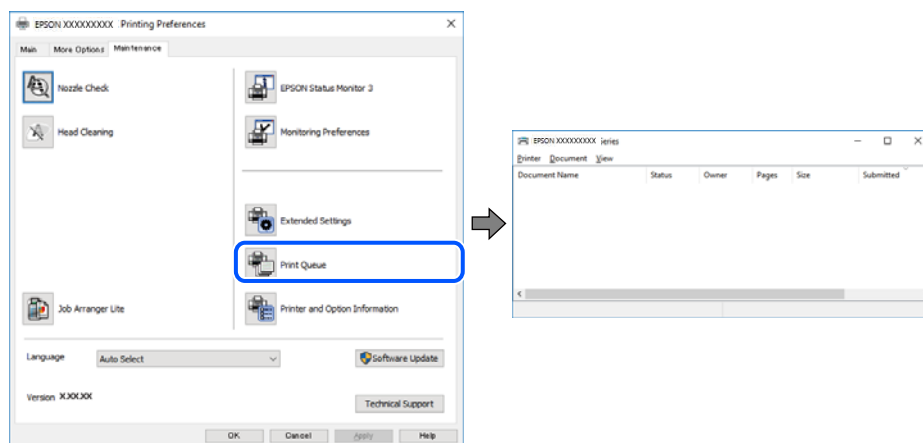 EPSON XXXXXXXXX Printing Preferences
Main More Options Maintenance
Nozzle Check
EPSON Status Monitor 3
Head Cleaning
Monitoring Preferences
Extended Settings
Print Queue
Job Arranger Lite
Printer and Option Information
Language Auto Select
Software Update
Version X.XX.XX
Technical Support
OK Cancel Apply Help
EPSON XXXXXXXXX ieries
Printer Document View
Document Name Status Owner Pages Size Submitted